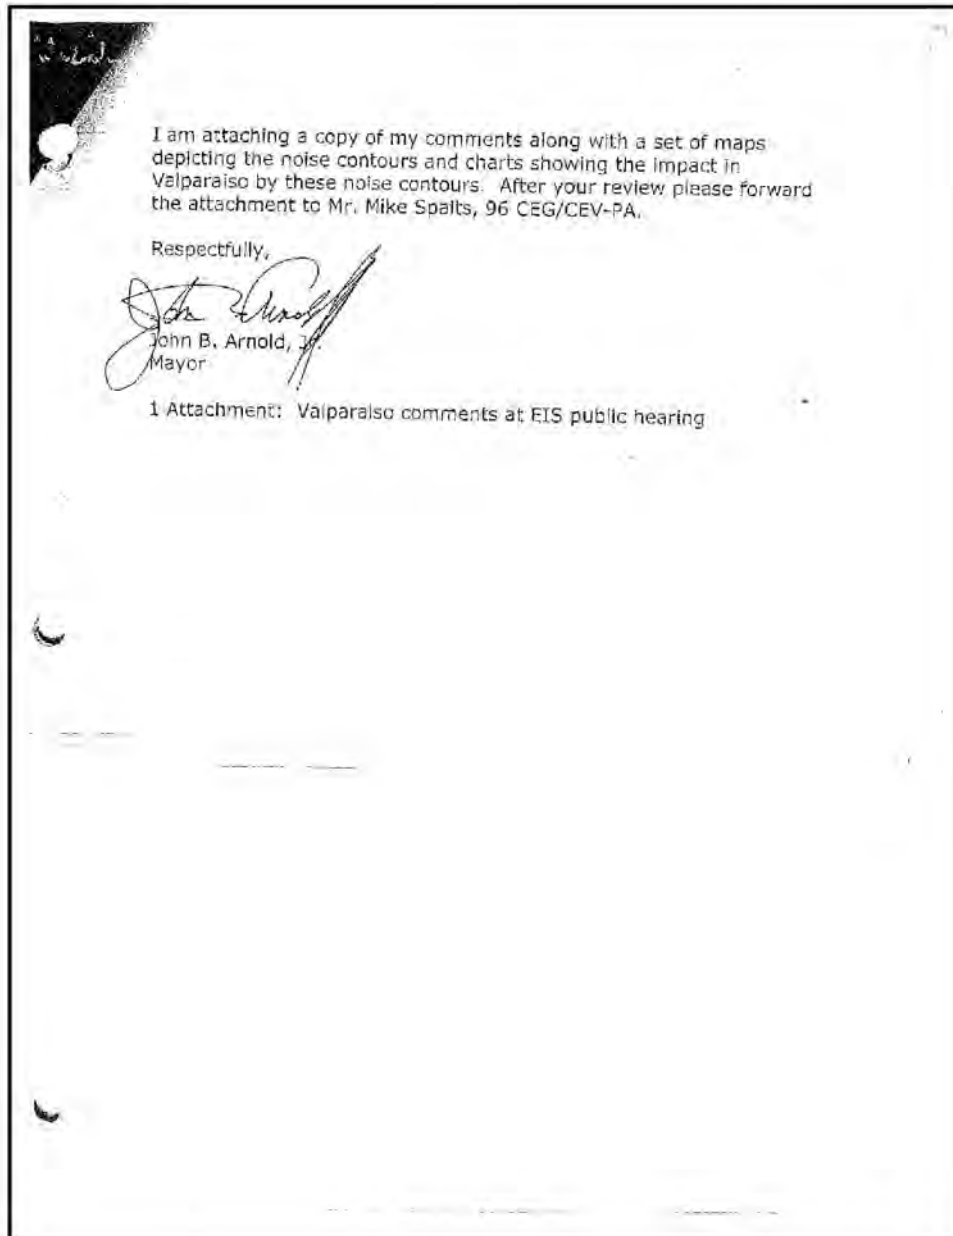 I am attaching a copy of my comments along with a set of maps
depicting the noise contours and charts showing the impact in
Valparaiso by these noise contours. After your review please forward
the attachment to Mr. Mike Spaits, 96 CEG/CEV-PA.
Respectfully,
John B. Arnold, Jr.
Mayor
1 Attachment: Valparaiso comments at EIS public hearing